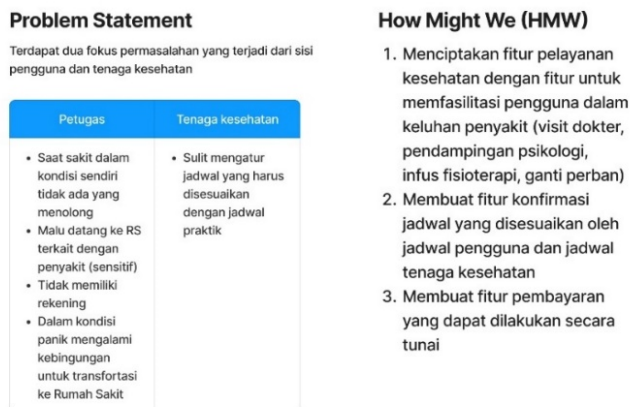 Problem Statement
Terdapat dua fokus permasalahan yang terjadi dari sisi
pengguna dan tenaga kesehatan
Petugas
• Saat sakit dalam
kondisi sendiri
tidak ada yang
menolong
• Malu datang ke RS
terkait dengan
penyakit (sensitif)
• Tidak memiliki
rekening
• Dalam kondisi
panik mengalami
kebingungan
untuk transfortasi
ke Rumah Sakit
Tenaga kesehatan
• Sulit mengatur
jadwal yang harus
disesuaikan
dengan jadwal
praktik
How Might We (HMW)
1. Menciptakan fitur pelayanan
kesehatan dengan fitur untuk
memfasilitasi pengguna dalam
keluhan penyakit (visit dokter,
pendampingan psikologi,
infus fisioterapi, ganti perban)
2. Membuat fitur konfirmasi
jadwal yang disesuaikan oleh
jadwal pengguna dan jadwal
tenaga kesehatan
3. Membuat fitur pembayaran
yang dapat dilakukan secara
tunai